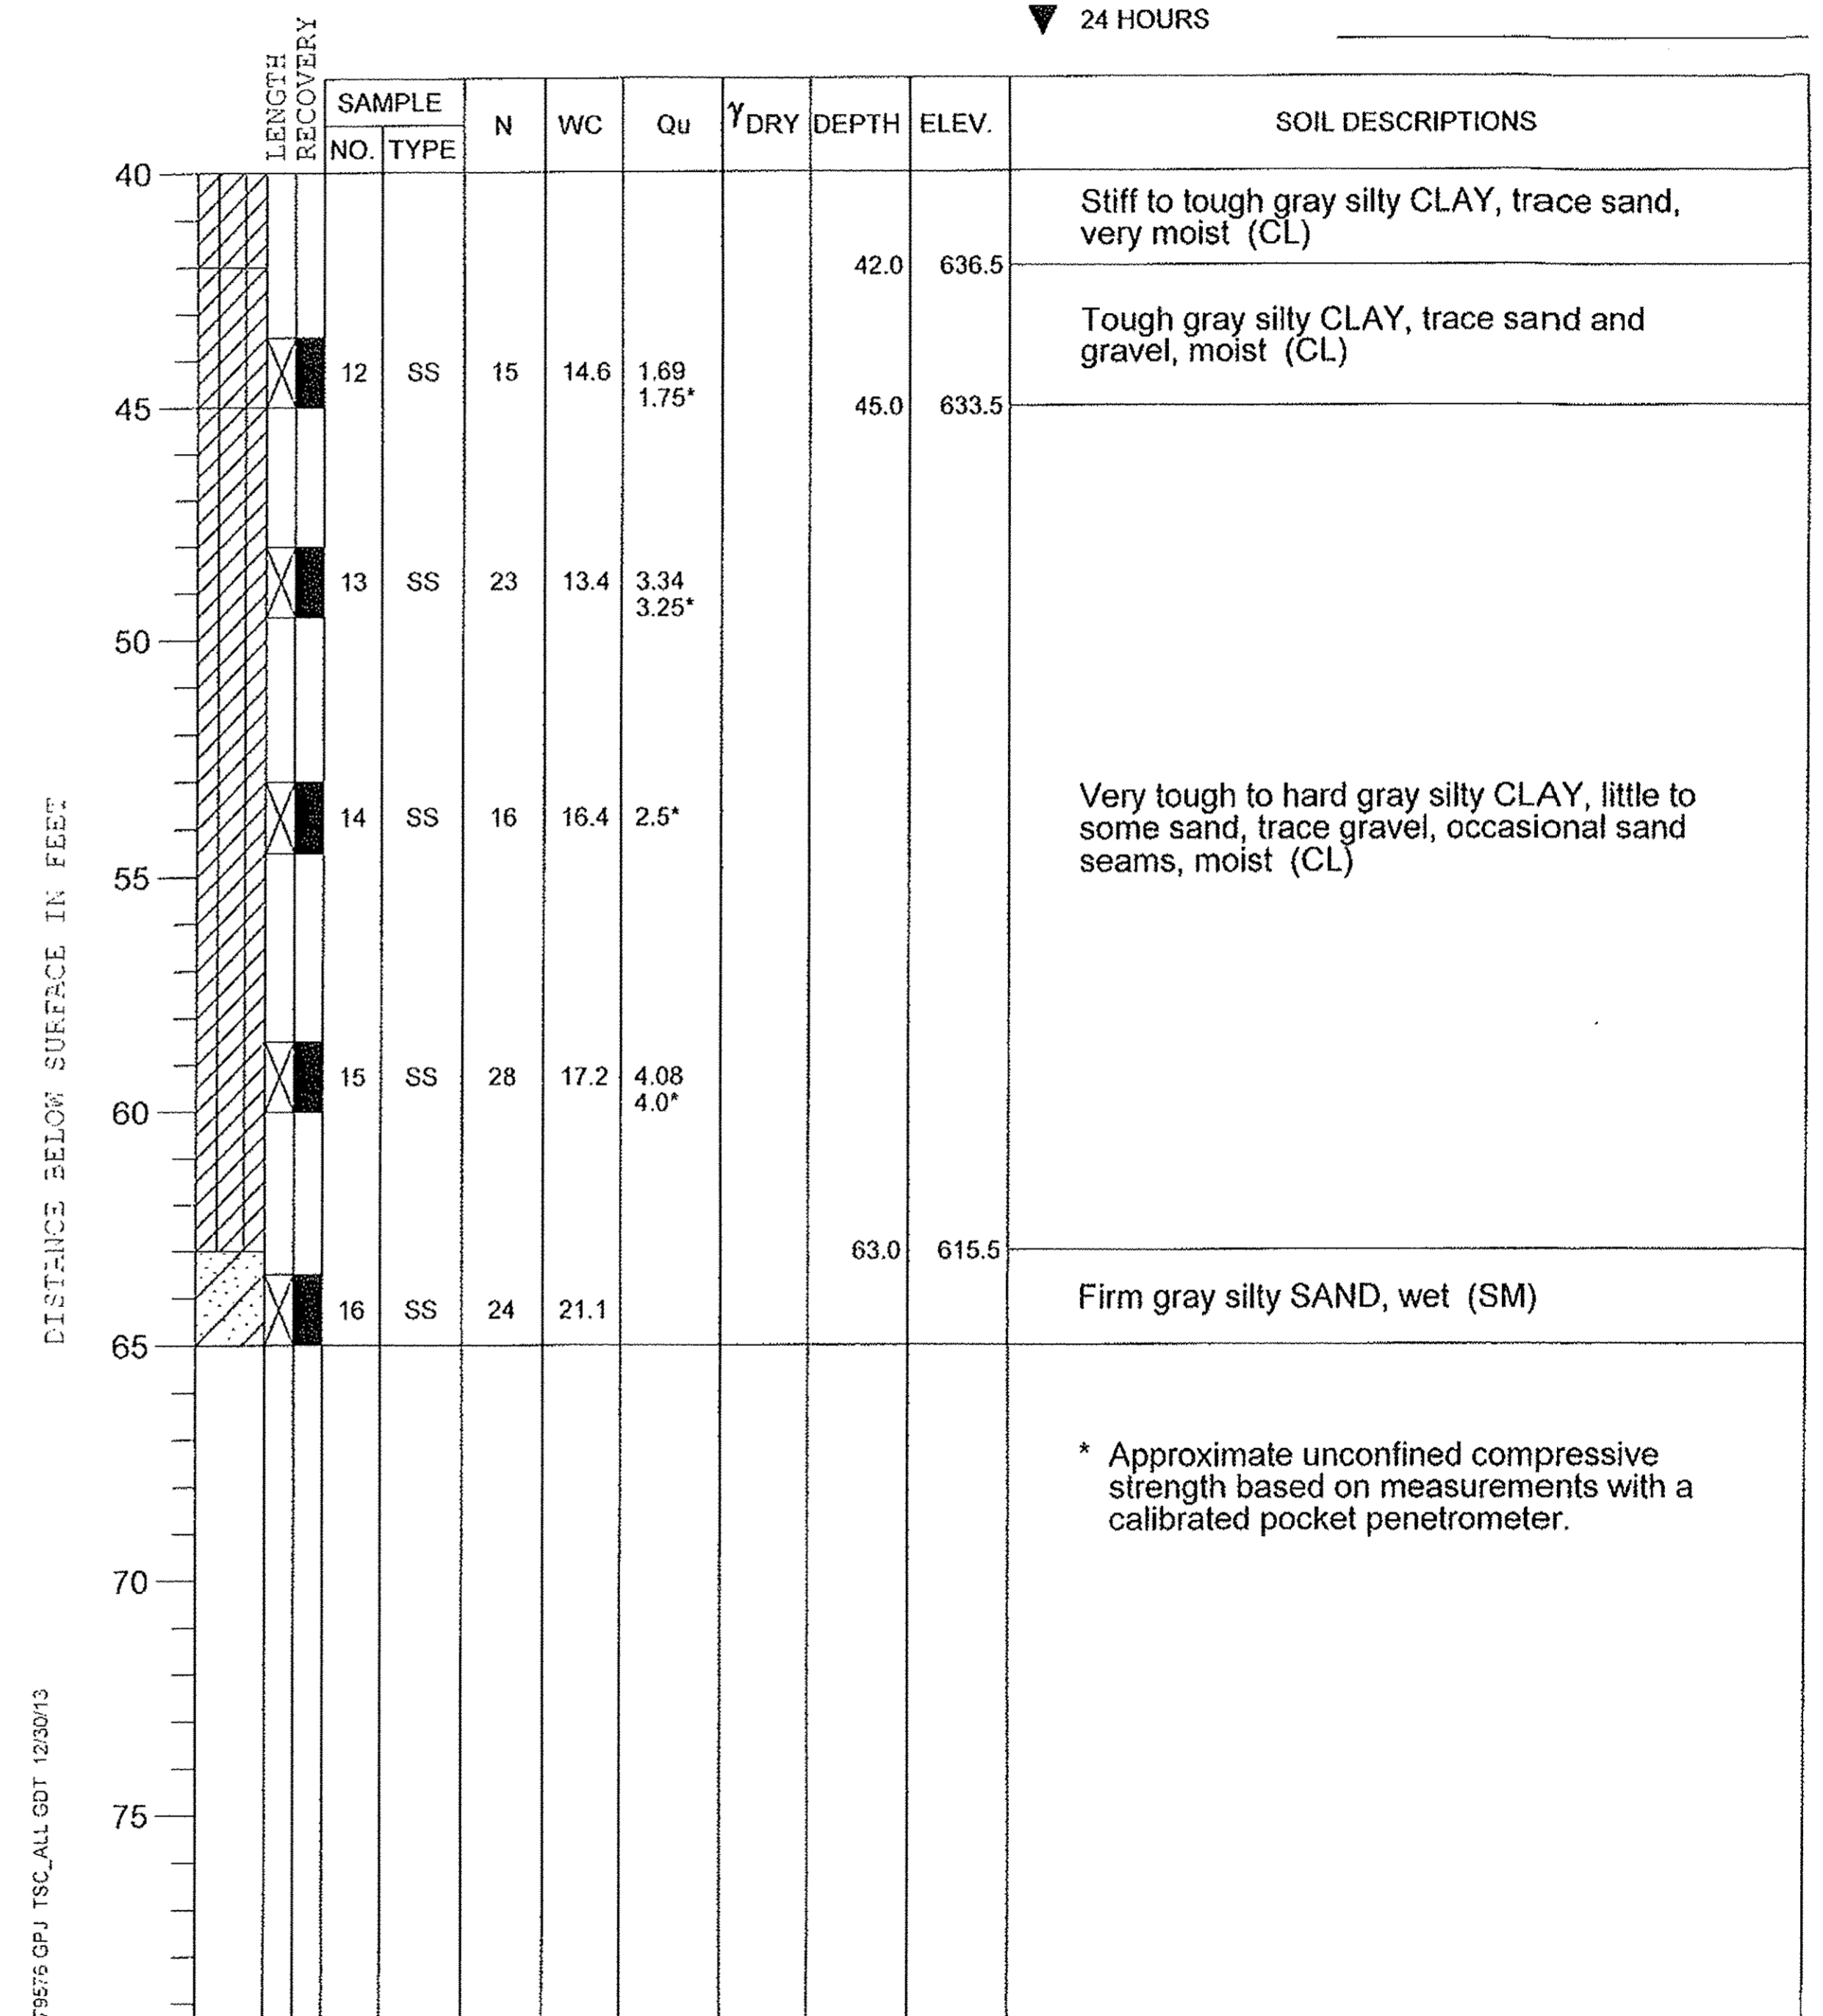 ▼ 24 HOURS
LENGTH
RECOVERY
SAMPLE
NO. TYPE
N
WC
Qu
γDRY
DEPTH
ELEV.
SOIL DESCRIPTIONS
40
Stiff to tough gray silty CLAY, trace sand,
very moist (CL)
42.0 636.5
Tough gray silty CLAY, trace sand and
gravel, moist (CL)
12 SS 15 14.6 1.69
1.75*
45
45.0 633.5
13 SS 23 13.4 3.34
3.25*
50
Very tough to hard gray silty CLAY, little to
some sand, trace gravel, occasional sand
seams, moist (CL)
14 SS 16 16.4 2.5*
55
15 SS 28 17.2 4.08
4.0*
60
63.0 615.5
Firm gray silty SAND, wet (SM)
16 SS 24 21.1
65
* Approximate unconfined compressive
strength based on measurements with a
calibrated pocket penetrometer.
70
75
DISTANCE BELOW SURFACE IN FEET
79576 GPJ TSC_ALL GDT 12/30/13